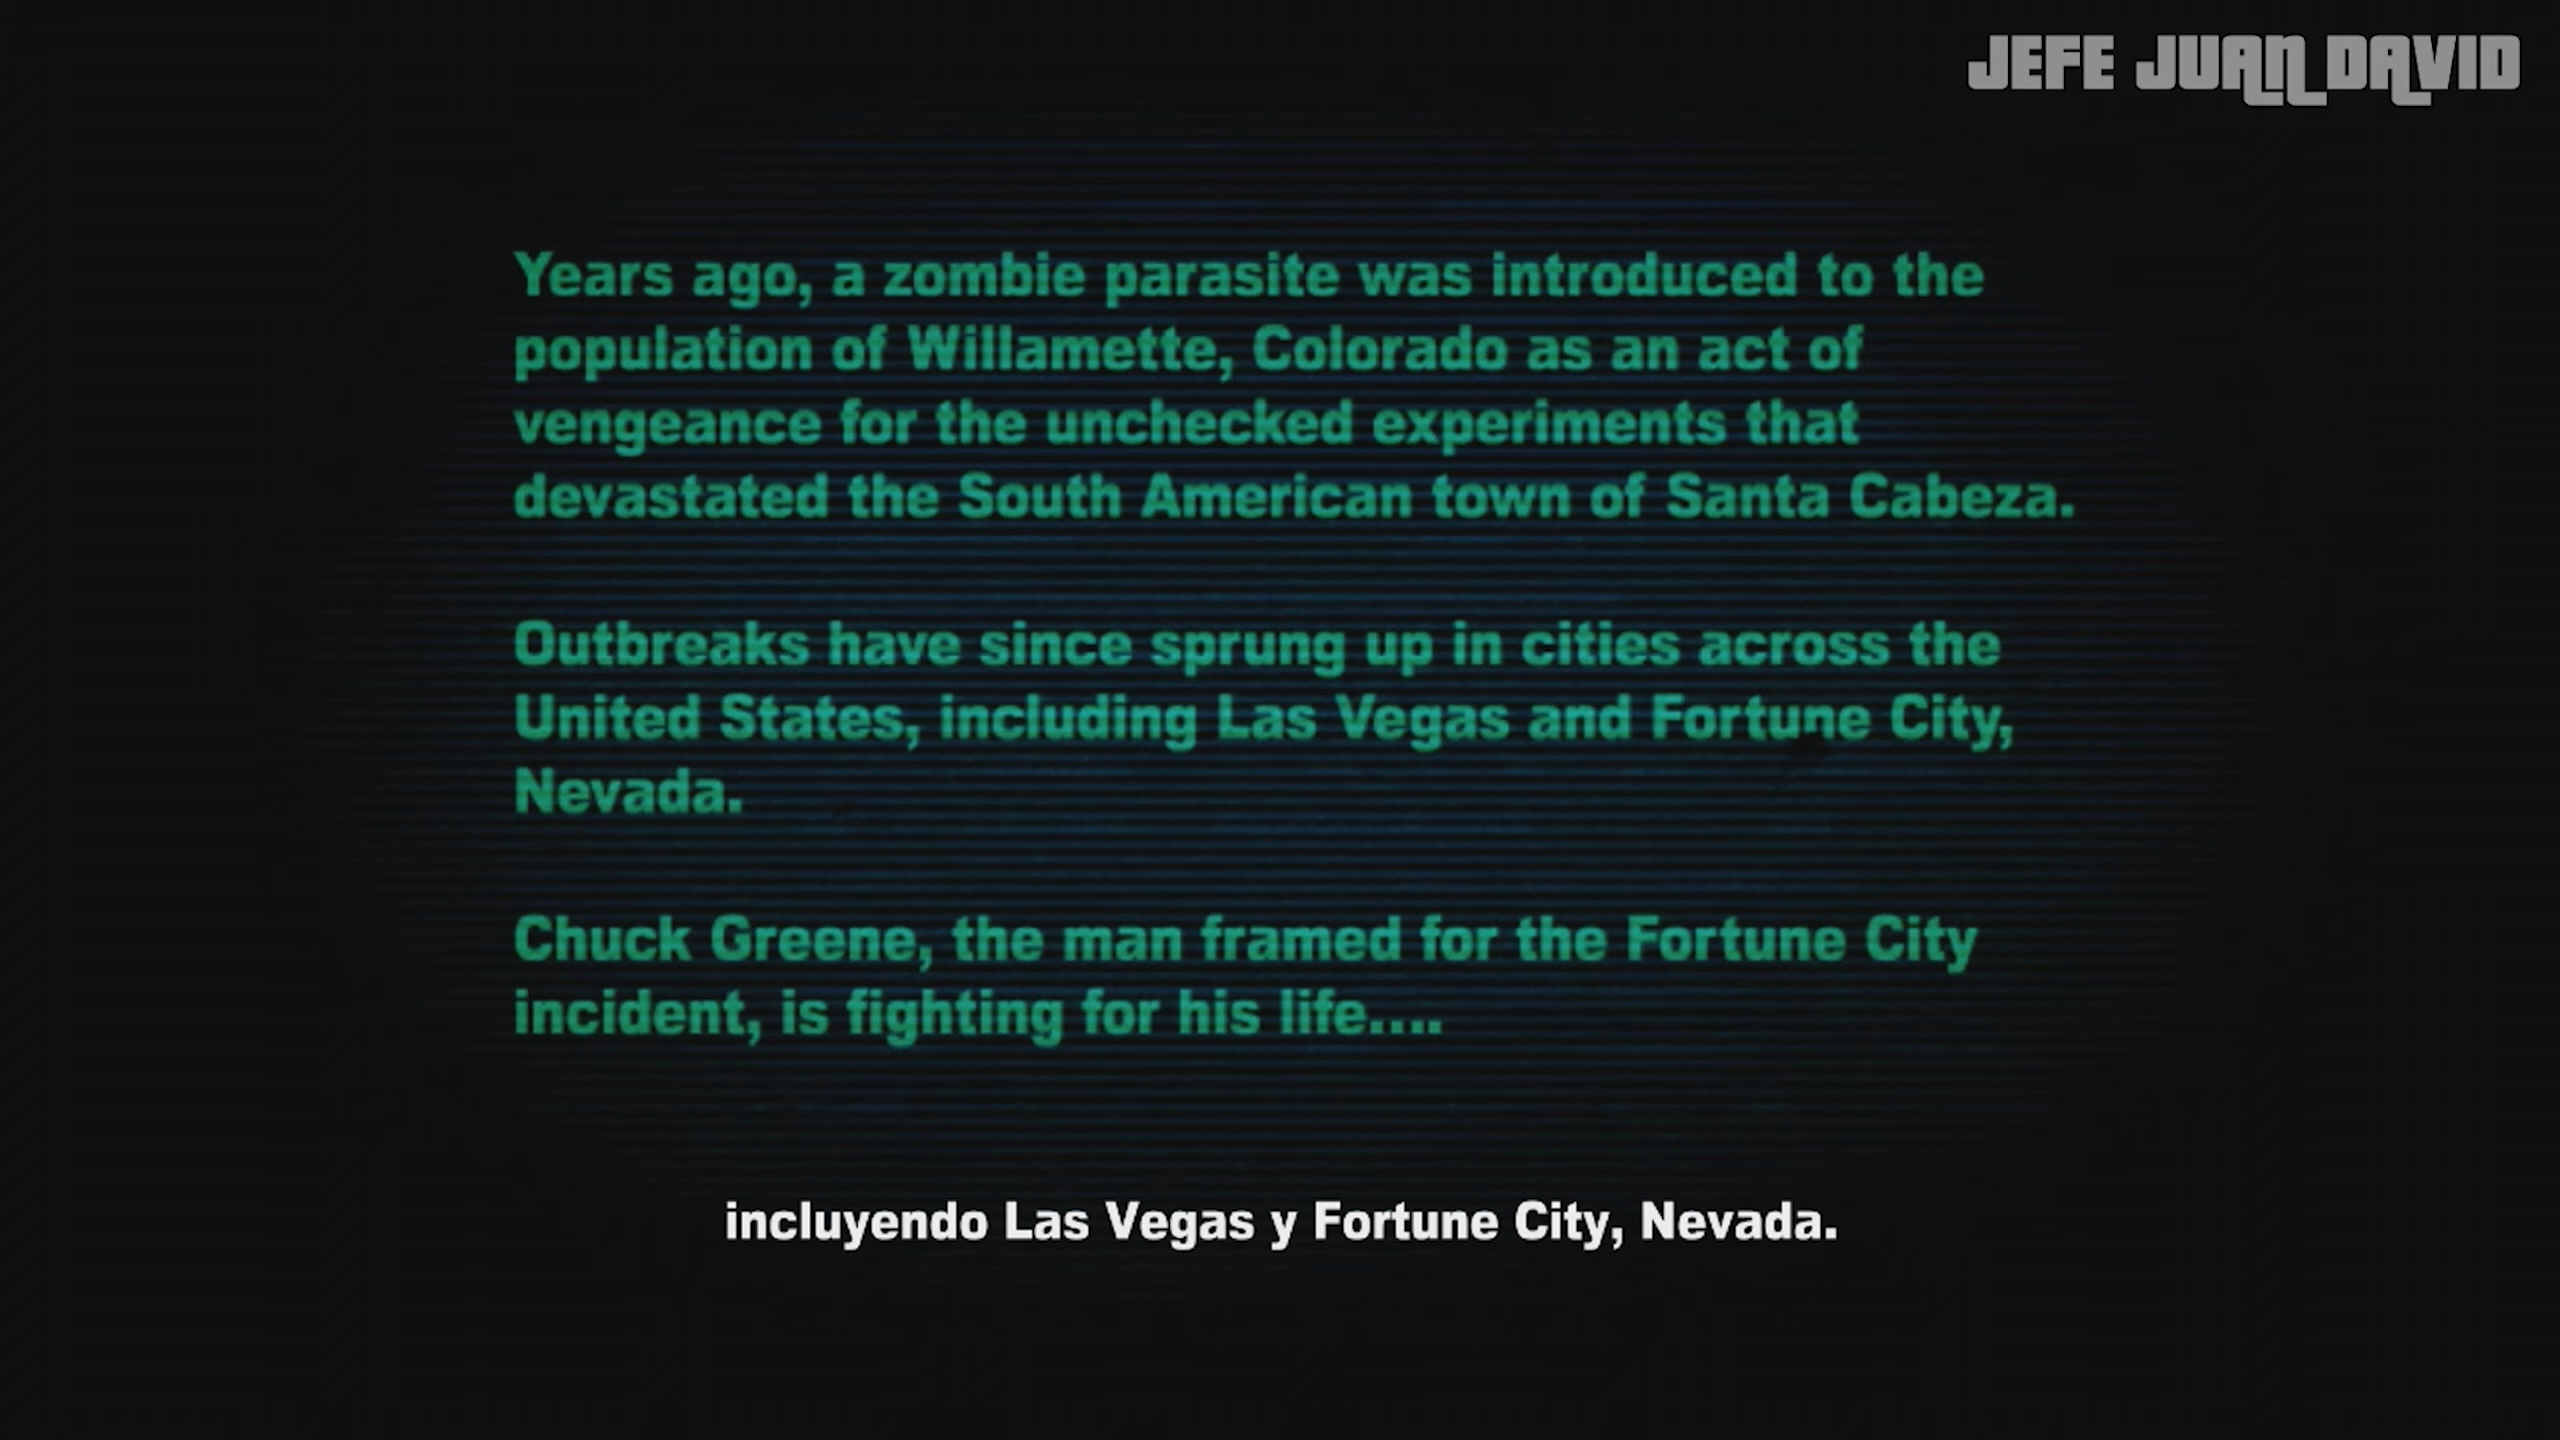 JEFE JUAN DAVID
Years ago, a zombie parasite was introduced to the
population of Willamette, Colorado as an act of
vengeance for the unchecked experiments that
devastated the South American town of Santa Cabeza.
Outbreaks have since sprung up in cities across the
United States, including Las Vegas and Fortune City,
Nevada.
Chuck Greene, the man framed for the Fortune City
incident, is fighting for his life....
incluyendo Las Vegas y Fortune City, Nevada.